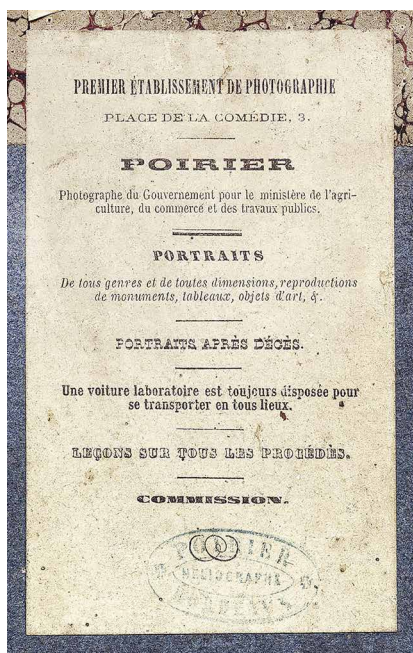 PREMIER ÉTABLISSEMENT DE PHOTOGRAPHIE
PLACE DE LA COMÉDIE, 3.
POIRIER
Photographe du Gouvernement pour le ministère de l'agri-
culture, du commerce et des travaux publics.
PORTRAITS
De tous genres et de toutes dimensions, reproductions
de monuments, tableaux, objets d'art, &.
PORTRAITS APRÈS DÉCÈS.
Une voiture laboratoire est toujours disposée pour
se transporter en tous lieux.
LEÇONS SUR TOUS LES PROCÉDÉS.
COMMISSION.
POIRIER
HÉLIOGRAPHE
BORDEAUX